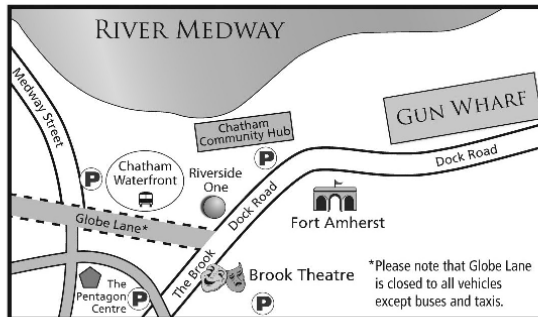 RIVER MEDWAY
Medway Street
GUN WHARF
Chatham
Community Hub
P
Dock Road
P
Chatham
Waterfront
Riverside
One
Dock Road
Fort Amherst
Globe Lane*
The Brook
Brook Theatre
The
Pentagon
Centre
P
P
*Please note that Globe Lane
is closed to all vehicles
except buses and taxis.